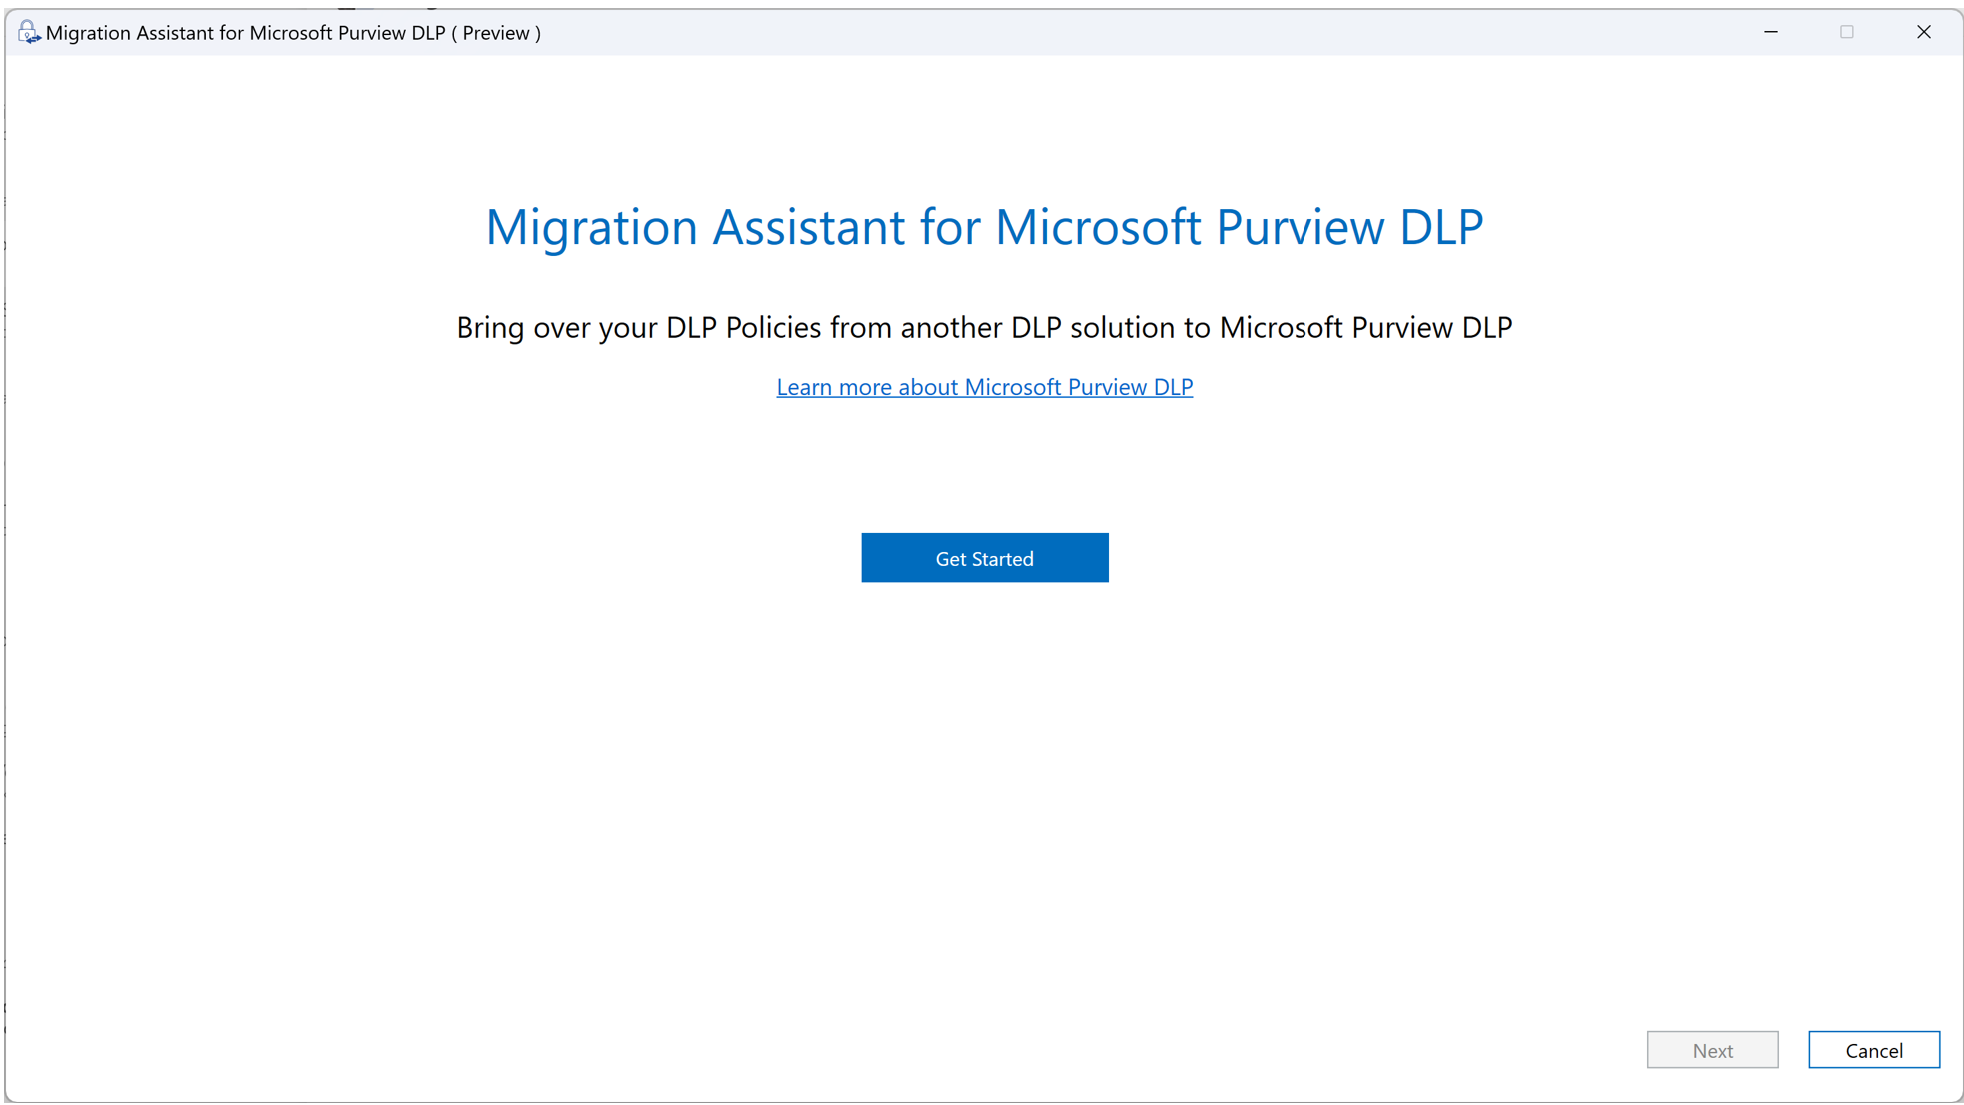 Migration Assistant for Microsoft Purview DLP ( Preview )
Migration Assistant for Microsoft Purview DLP
Bring over your DLP Policies from another DLP solution to Microsoft Purview DLP
Learn more about Microsoft Purview DLP
Get Started
Next
Cancel